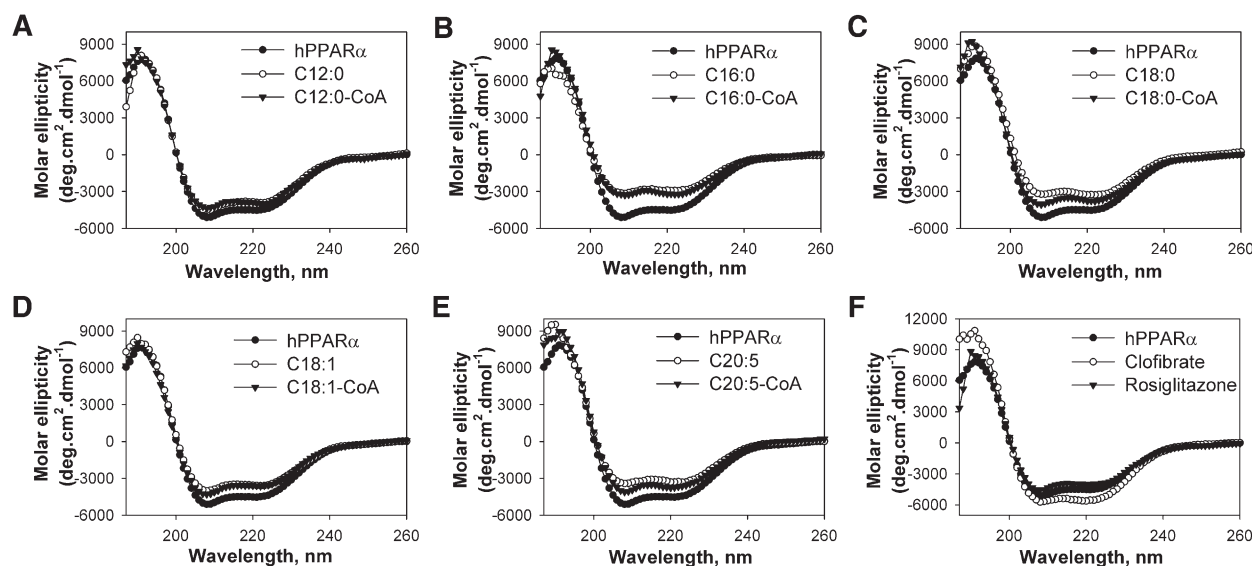 A
Molar ellipticity
(deg.cm².dmol⁻¹)
9000
6000
3000
0
-3000
-6000
hPPARα
C12:0
C12:0-CoA
200
220
240
260
Wavelength, nm
B
Molar ellipticity
(deg.cm².dmol⁻¹)
9000
6000
3000
0
-3000
-6000
hPPARα
C16:0
C16:0-CoA
200
220
240
260
Wavelength, nm
C
Molar ellipticity
(deg.cm².dmol⁻¹)
9000
6000
3000
0
-3000
-6000
hPPARα
C18:0
C18:0-CoA
200
220
240
260
Wavelength, nm
D
Molar ellipticity
(deg.cm².dmol⁻¹)
9000
6000
3000
0
-3000
-6000
hPPARα
C18:1
C18:1-CoA
200
220
240
260
Wavelength, nm
E
Molar ellipticity
(deg.cm².dmol⁻¹)
9000
6000
3000
0
-3000
-6000
hPPARα
C20:5
C20:5-CoA
200
220
240
260
Wavelength, nm
F
Molar ellipticity
(deg.cm².dmol⁻¹)
12000
9000
6000
3000
0
-3000
-6000
hPPARα
Clofibrate
Rosiglitazone
200
220
240
260
Wavelength, nm